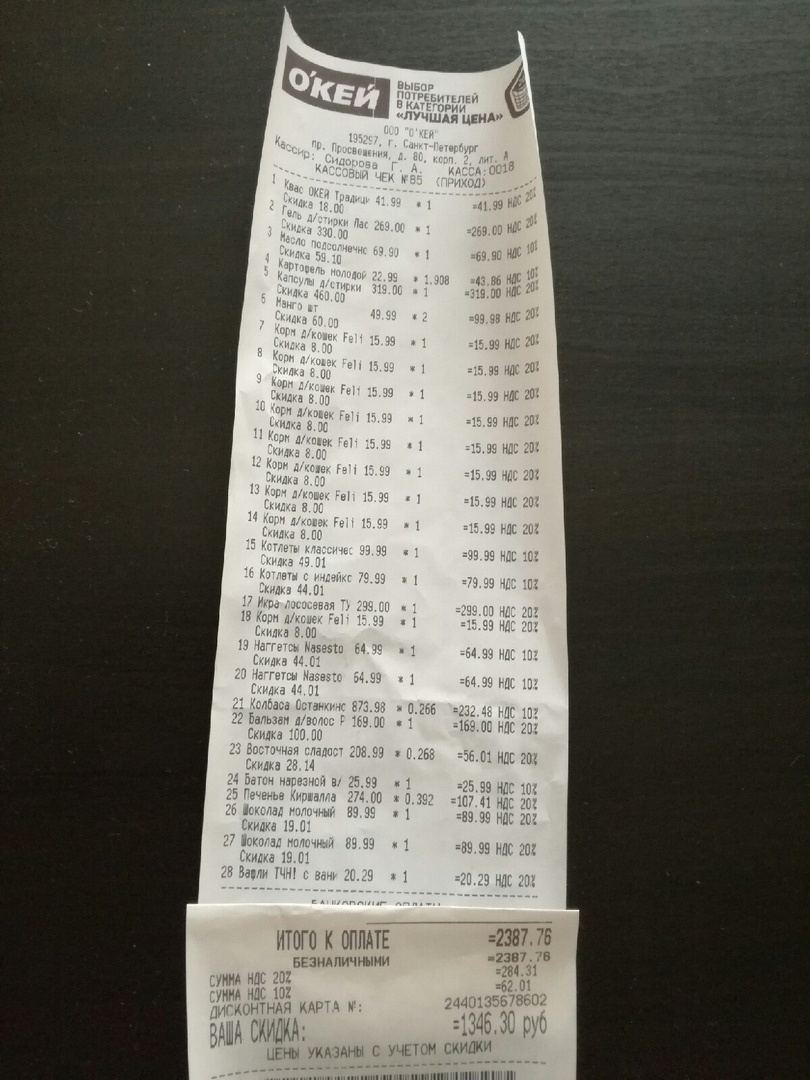 О'КЕЙ
ВЫБОР
ПОТРЕБИТЕЛЕЙ
В КАТЕГОРИИ
«ЛУЧШАЯ ЦЕНА»
ООО "О'КЕЙ"
195297, г. Санкт-Петербург
пр. Просвещения, д. 80, корп. 2, лит. А
Кассир: Сидорова Г. А. КАССА:0018
КАССОВЫЙ ЧЕК №85 (ПРИХОД)
1 Квас ОКЕЙ Традици 41.99 * 1 =41.99 НДС 20%
Скидка 18.00
2 Гель д/стирки Лас 269.00 * 1 =269.00 НДС 20%
Скидка 330.00
3 Масло подсолнечно 69.90 * 1 =69.90 НДС 10%
Скидка 59.10
4 Картофель молодой 22.99 * 1.908 =43.86 НДС 10%
5 Капсулы д/стирки 319.00 * 1 =319.00 НДС 20%
Скидка 460.00
6 Манго шт 49.99 * 2 =99.98 НДС 20%
Скидка 60.00
7 Корм д/кошек Feli 15.99 * 1 =15.99 НДС 20%
Скидка 8.00
8 Корм д/кошек Feli 15.99 * 1 =15.99 НДС 20%
Скидка 8.00
9 Корм д/кошек Feli 15.99 * 1 =15.99 НДС 20%
Скидка 8.00
10 Корм д/кошек Feli 15.99 * 1 =15.99 НДС 20%
Скидка 8.00
11 Корм д/кошек Feli 15.99 * 1 =15.99 НДС 20%
Скидка 8.00
12 Корм д/кошек Feli 15.99 * 1 =15.99 НДС 20%
Скидка 8.00
13 Корм д/кошек Feli 15.99 * 1 =15.99 НДС 20%
Скидка 8.00
14 Корм д/кошек Feli 15.99 * 1 =15.99 НДС 20%
Скидка 8.00
15 Котлеты классичес 99.99 * 1 =99.99 НДС 10%
Скидка 49.01
16 Котлеты с индейкс 79.99 * 1 =79.99 НДС 10%
Скидка 44.01
17 Икра лососевая ТУ 299.00 * 1 =299.00 НДС 20%
18 Корм д/кошек Feli 15.99 * 1 =15.99 НДС 20%
Скидка 8.00
19 Наггетсы Nasesto 64.99 * 1 =64.99 НДС 10%
Скидка 44.01
20 Наггетсы Nasesto 64.99 * 1 =64.99 НДС 10%
Скидка 44.01
21 Колбаса Останкинс 873.98 * 0.266 =232.48 НДС 10%
22 Бальзам д/волос Р 169.00 * 1 =169.00 НДС 20%
Скидка 100.00
23 Восточная сладост 208.99 * 0.268 =56.01 НДС 20%
Скидка 28.14
24 Батон нарезной в/ 25.99 * 1 =25.99 НДС 10%
25 Печенье Киршалла 274.00 * 0.392 =107.41 НДС 20%
26 Шоколад молочный 89.99 * 1 =89.99 НДС 20%
Скидка 19.01
27 Шоколад молочный 89.99 * 1 =89.99 НДС 20%
Скидка 19.01
28 Вафли ТЧН! с вани 20.29 * 1 =20.29 НДС 20%
ИТОГО К ОПЛАТЕ =2387.76
БЕЗНАЛИЧНЫМИ =2387.76
СУММА НДС 20% =284.31
СУММА НДС 10% =62.01
ДИСКОНТНАЯ КАРТА №: 2440135678602
ВАША СКИДКА: =1346.30 руб
ЦЕНЫ УКАЗАНЫ С УЧЕТОМ СКИДКИ